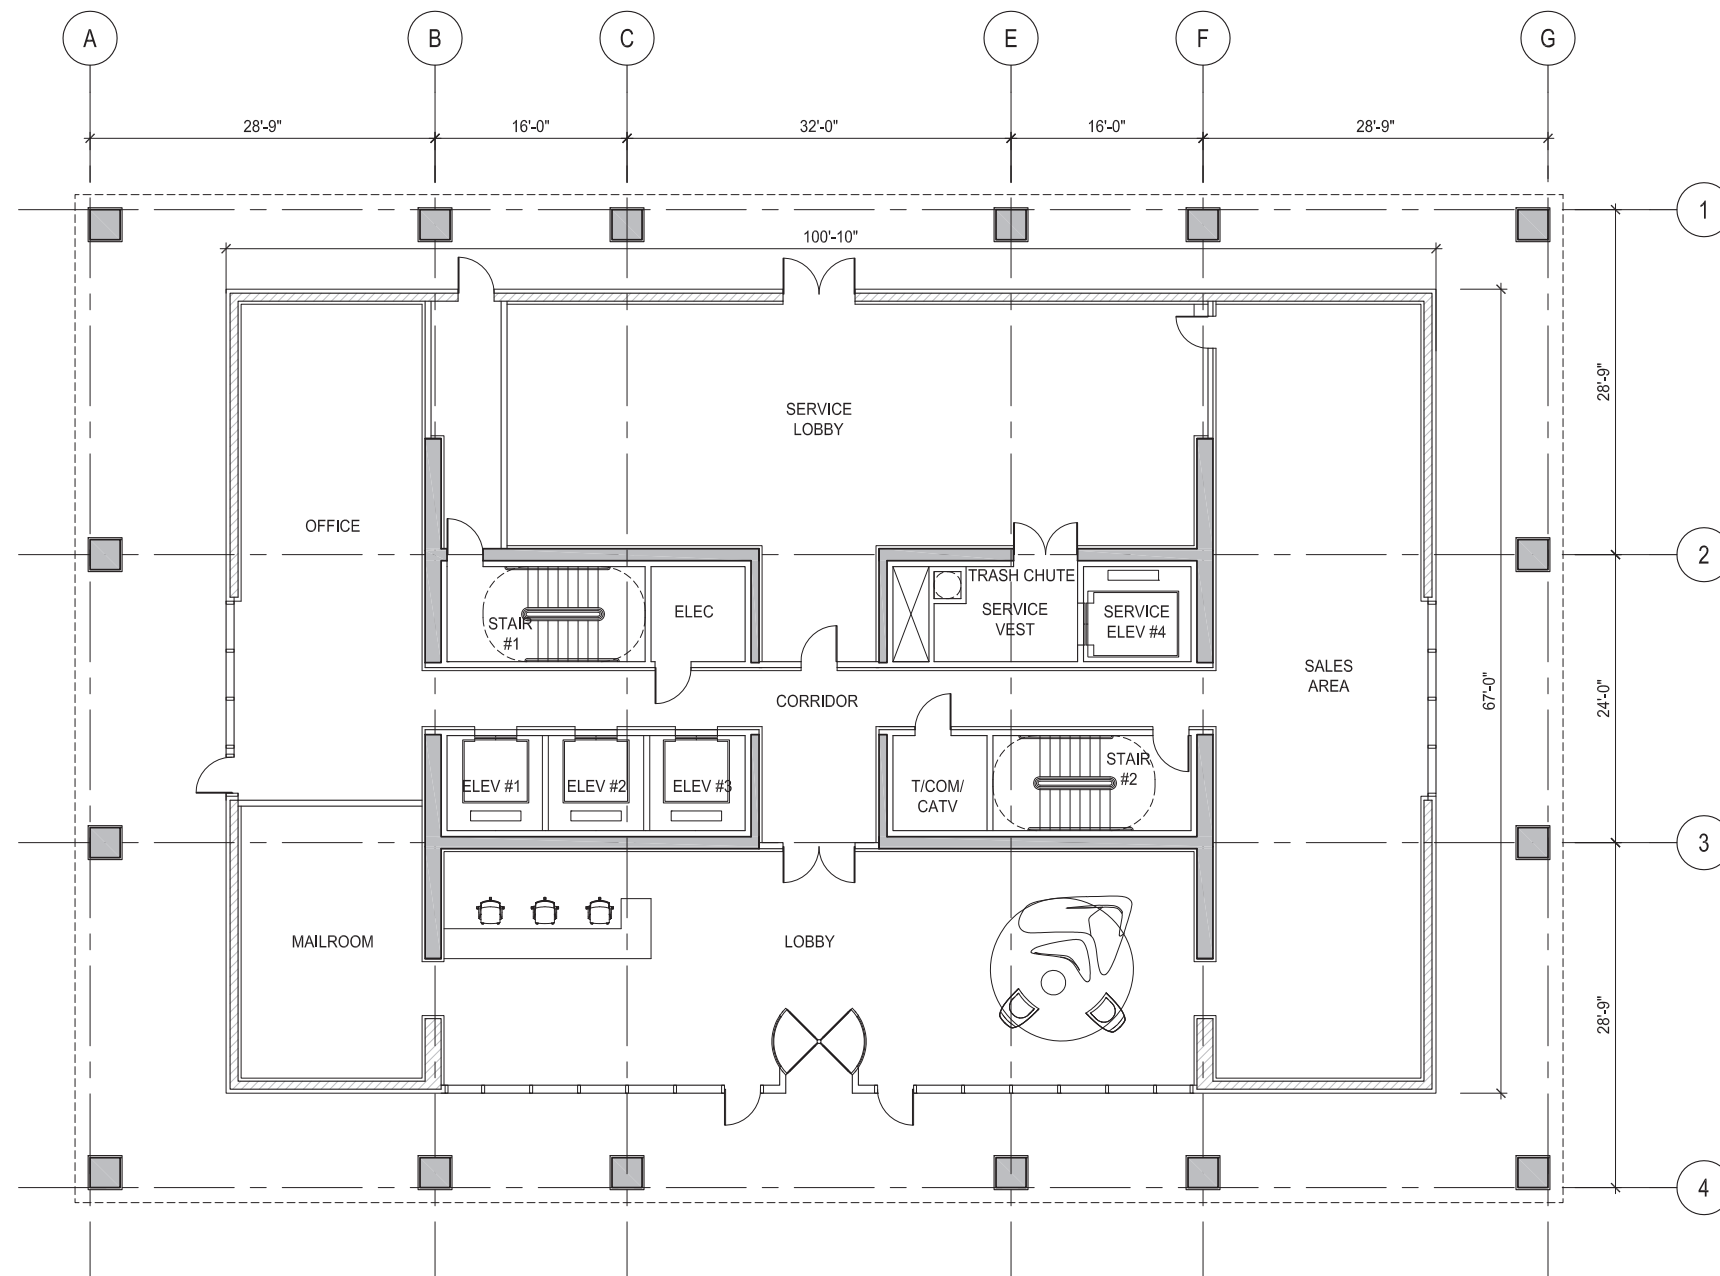 A
B
C
E
F
G
28'-9"
16'-0"
32'-0"
16'-0"
28'-9"
1
100'-10"
28'-9"
SERVICE
LOBBY
OFFICE
2
TRASH CHUTE
STAIR
#1
ELEC
SERVICE
VEST
SERVICE
ELEV #4
SALES
AREA
CORRIDOR
67'-0"
24'-0"
ELEV #1
ELEV #2
ELEV #3
T/COM/
CATV
STAIR
#2
3
MAILROOM
LOBBY
28'-9"
4